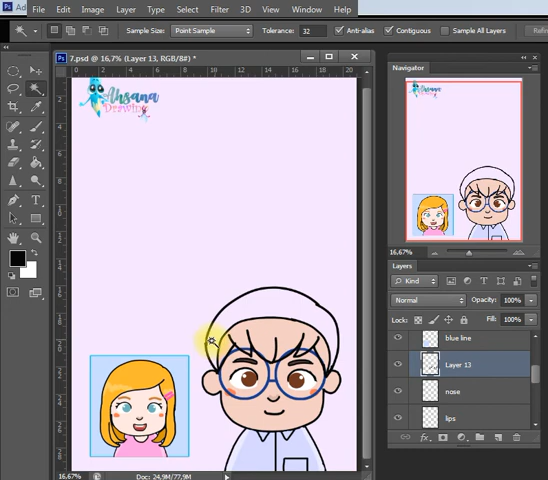 File Edit Image Layer Type Select Filter View Window Help
Sample Size: Point Sample Tolerance: 32 Anti-alias Contiguous Sample All Layers
Ps 7.psd @ 16,7% (Layer 13, RGB/8#) *
Navigator
Ahsana
Drawing
16.67%
Layers
Kind
Normal Opacity: 100%
Lock: Fill: 100%
blue line
Layer 13
nose
lips
fx
16.67% Doc: 24,9M/77,9M